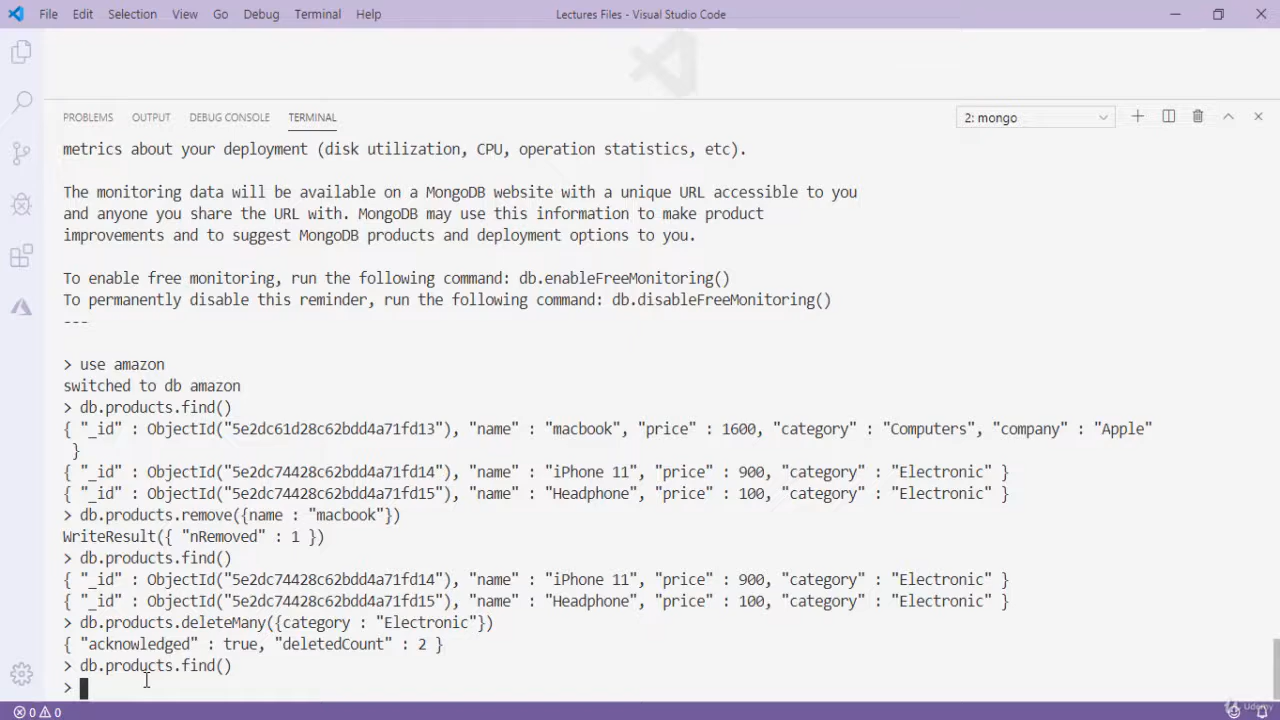 File Edit Selection View Go Debug Terminal Help Lectures Files - Visual Studio Code
PROBLEMS OUTPUT DEBUG CONSOLE TERMINAL 2: mongo
metrics about your deployment (disk utilization, CPU, operation statistics, etc).
The monitoring data will be available on a MongoDB website with a unique URL accessible to you
and anyone you share the URL with. MongoDB may use this information to make product
improvements and to suggest MongoDB products and deployment options to you.
To enable free monitoring, run the following command: db.enableFreeMonitoring()
To permanently disable this reminder, run the following command: db.disableFreeMonitoring()
---
> use amazon
switched to db amazon
> db.products.find()
{ "_id" : ObjectId("5e2dc61d28c62bdd4a71fd13"), "name" : "macbook", "price" : 1600, "category" : "Computers", "company" : "Apple"
}
{ "_id" : ObjectId("5e2dc74428c62bdd4a71fd14"), "name" : "iPhone 11", "price" : 900, "category" : "Electronic" }
{ "_id" : ObjectId("5e2dc74428c62bdd4a71fd15"), "name" : "Headphone", "price" : 100, "category" : "Electronic" }
> db.products.remove({name : "macbook"})
WriteResult({ "nRemoved" : 1 })
> db.products.find()
{ "_id" : ObjectId("5e2dc74428c62bdd4a71fd14"), "name" : "iPhone 11", "price" : 900, "category" : "Electronic" }
{ "_id" : ObjectId("5e2dc74428c62bdd4a71fd15"), "name" : "Headphone", "price" : 100, "category" : "Electronic" }
> db.products.deleteMany({category : "Electronic"})
{ "acknowledged" : true, "deletedCount" : 2 }
> db.products.find()
>
0 0 Udemy